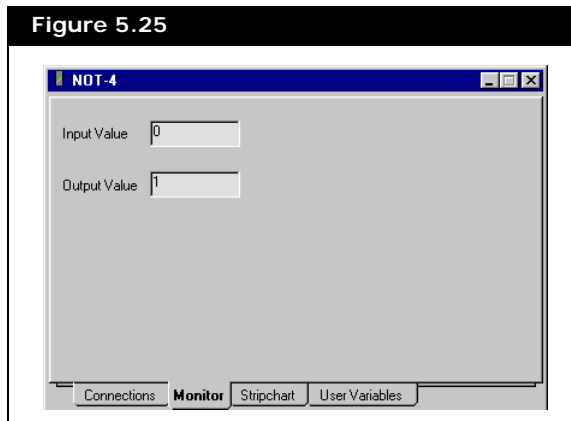 Figure 5.25
NOT-4
Input Value 0
Output Value 1
Connections Monitor Stripchart User Variables